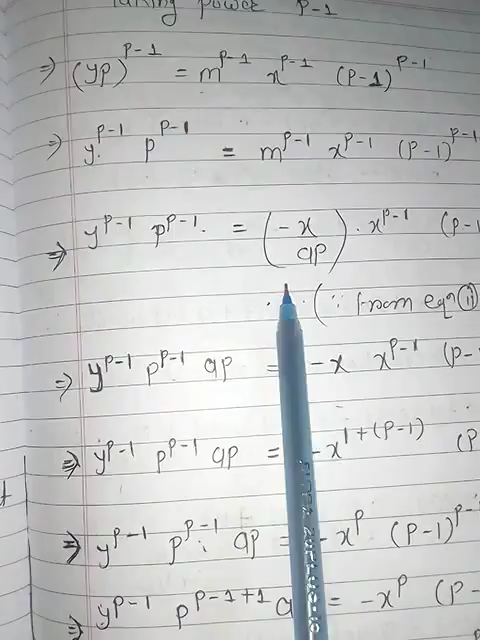 Taking power P-1
⇒ (yp)^{P-1} = m^{P-1} x^{P-1} (P-1)^{P-1}
⇒ y^{P-1} p^{P-1} = m^{P-1} x^{P-1} (P-1)^{P-1}
⇒ y^{P-1} p^{P-1} = (-x/ap) . x^{P-1} (P-1
(∵ from eqn (ii)
⇒ y^{P-1} p^{P-1} ap = -x x^{P-1} (P-
⇒ y^{P-1} p^{P-1} ap = -x^{1+(P-1)} (P
⇒ y^{P-1} p^{P-1} ap = -x^P (P-1)^{P-
⇒ y^{P-1} p^{P-1+1} a = -x^P (P-